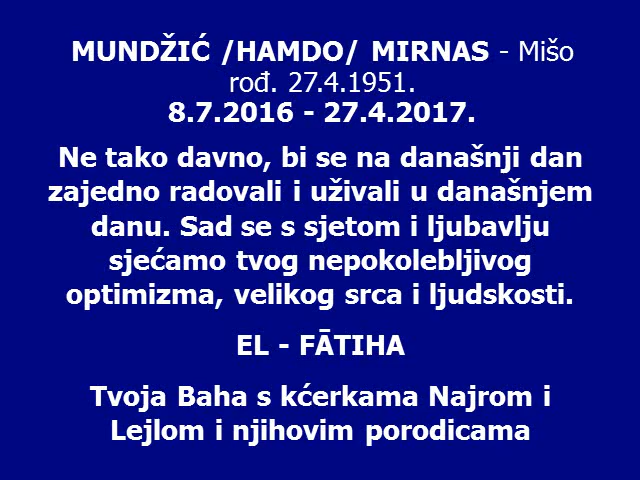 MUNDŽIĆ /HAMDO/ MIRNAS - Mišo
rođ. 27.4.1951.
8.7.2016 - 27.4.2017.
Ne tako davno, bi se na današnji dan
zajedno radovali i uživali u današnjem
danu. Sad se s sjetom i ljubavlju
sjećamo tvog nepokolebljivog
optimizma, velikog srca i ljudskosti.
EL - FĀTIHA
Tvoja Baha s kćerkama Najrom i
Lejlom i njihovim porodicama